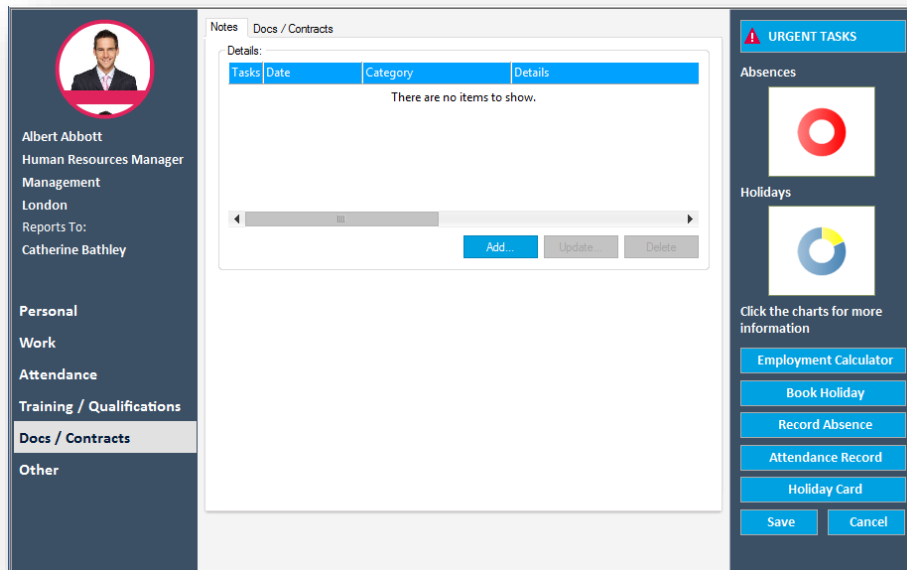 Albert Abbott
Human Resources Manager
Management
London
Reports To:
Catherine Bathley
Personal
Work
Attendance
Training / Qualifications
Docs / Contracts
Other
Notes Docs / Contracts
Details:
Tasks Date Category Details
There are no items to show.
Add... Update... Delete
URGENT TASKS
Absences
Holidays
Click the charts for more
information
Employment Calculator
Book Holiday
Record Absence
Attendance Record
Holiday Card
Save Cancel